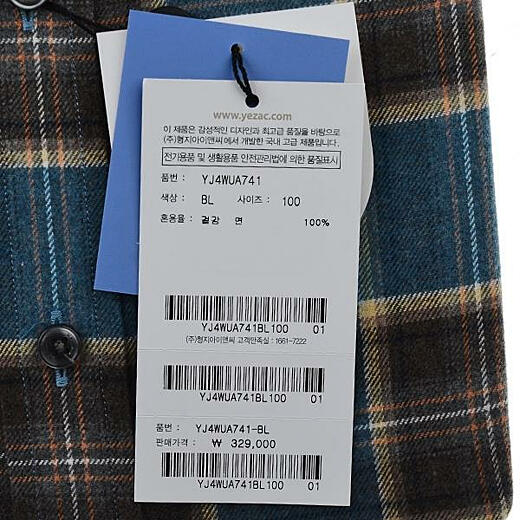 www.yezac.com
이 제품은 감성적인 디자인과 최고급 품질을 바탕으로
(주)형지아이앤씨에서 개발한 국내 고급 제품입니다.
전기용품 및 생활용품 안전관리법에 의한 품질표시
품번: YJ4WUA741
색상: BL 사이즈: 100
혼용율: 겉감 면 100%
YJ4WUA741BL100 01
(주)형지아이앤씨 고객만족실 : 1661-7222
YJ4WUA741BL100 01
품번: YJ4WUA741-BL
판매가격: ₩ 329,000
YJ4WUA741BL100 01